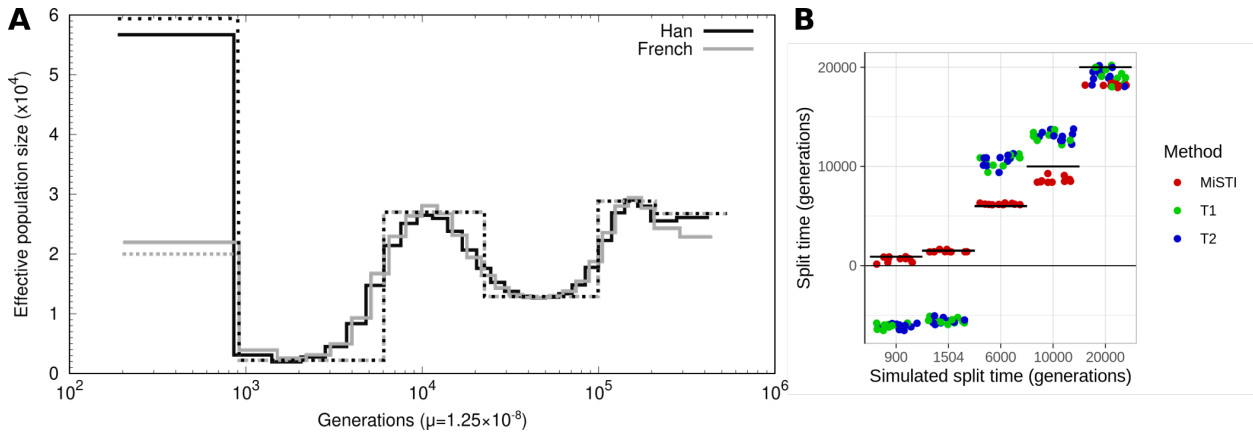 A
Effective population size (x10⁴)
6
5
4
3
2
1
0
Han
French
10² 10³ 10⁴ 10⁵ 10⁶
Generations (μ=1.25×10⁻⁸)
B
Split time (generations)
20000
10000
0
900 1504 6000 10000 20000
Simulated split time (generations)
Method
MiSTI
T1
T2